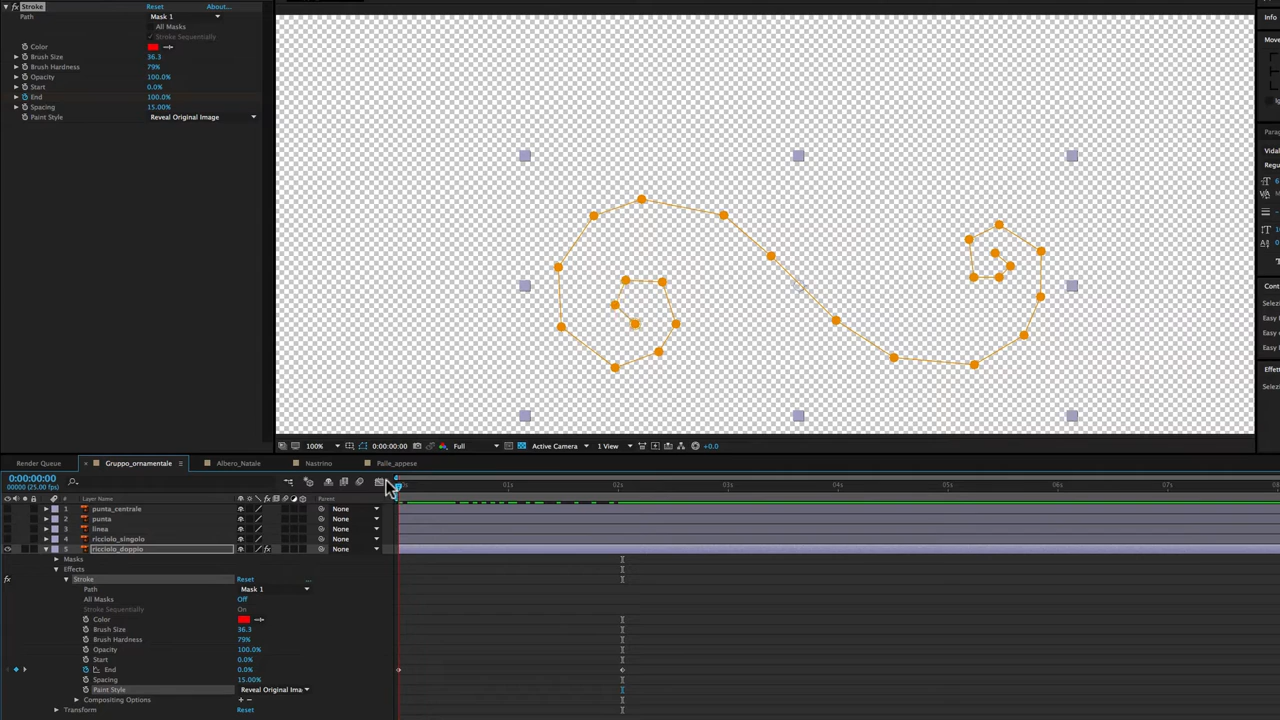 Stroke Reset About...
Path Mask 1
All Masks
Stroke Sequentially
Color
Brush Size 36.3
Brush Hardness 79%
Opacity 100.0%
Start 0.0%
End 100.0%
Spacing 15.00%
Paint Style Reveal Original Image
Info
Move
Parag
Vidal
Regu
Cont
Selez
Easy
Easy
Effet
Selez
100% 0:00:00:00 Full Active Camera 1 View +0.0
Render Queue Gruppo_ornamentale Albero_Natale Nastrino Palle_appese
0:00:00:00
00000 (25.00 fps)
01s 02s 03s 04s 05s 06s 07s
# Layer Name Parent
1 punta_centrale None
2 punta None
3 linea None
4 ricciolo_singolo None
5 ricciolo_doppio None
Masks
Effects
Stroke Reset ...
Path Mask 1
All Masks Off
Stroke Sequentially On
Color
Brush Size 36.3
Brush Hardness 79%
Opacity 100.0%
Start 0.0%
End 0.0%
Spacing 15.00%
Paint Style Reveal Original Ima
Compositing Options + −
Transform Reset